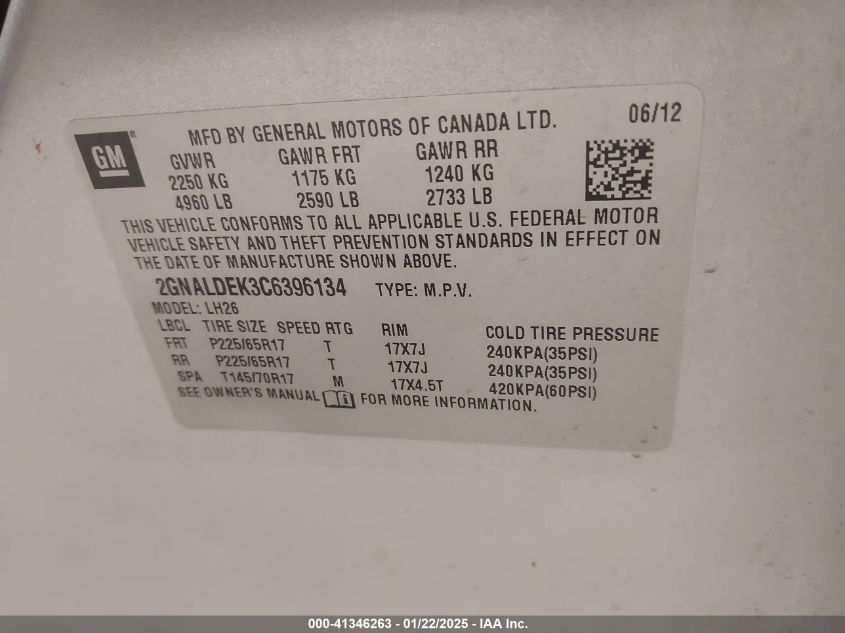 06/12
GM®
MFD BY GENERAL MOTORS OF CANADA LTD.
GVWR GAWR FRT GAWR RR
2250 KG 1175 KG 1240 KG
4960 LB 2590 LB 2733 LB
THIS VEHICLE CONFORMS TO ALL APPLICABLE U.S. FEDERAL MOTOR
VEHICLE SAFETY AND THEFT PREVENTION STANDARDS IN EFFECT ON
THE DATE OF MANUFACTURE SHOWN ABOVE.
2GNALDEK3C6396134 TYPE: M.P.V.
MODEL: LH26
LBCL TIRE SIZE SPEED RTG RIM COLD TIRE PRESSURE
FRT P225/65R17 T 17X7J 240KPA(35PSI)
RR P225/65R17 T 17X7J 240KPA(35PSI)
SPA T145/70R17 M 17X4.5T 420KPA(60PSI)
SEE OWNER'S MANUAL FOR MORE INFORMATION.
000-41346263 - 01/22/2025 - IAA Inc.